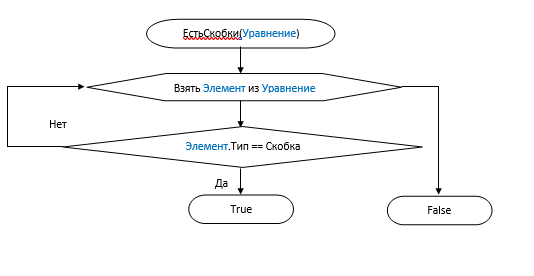 ЕстьСкобки(Уравнение)
Взять Элемент из Уравнение
Нет
Элемент.Тип == Скобка
Да
True
False